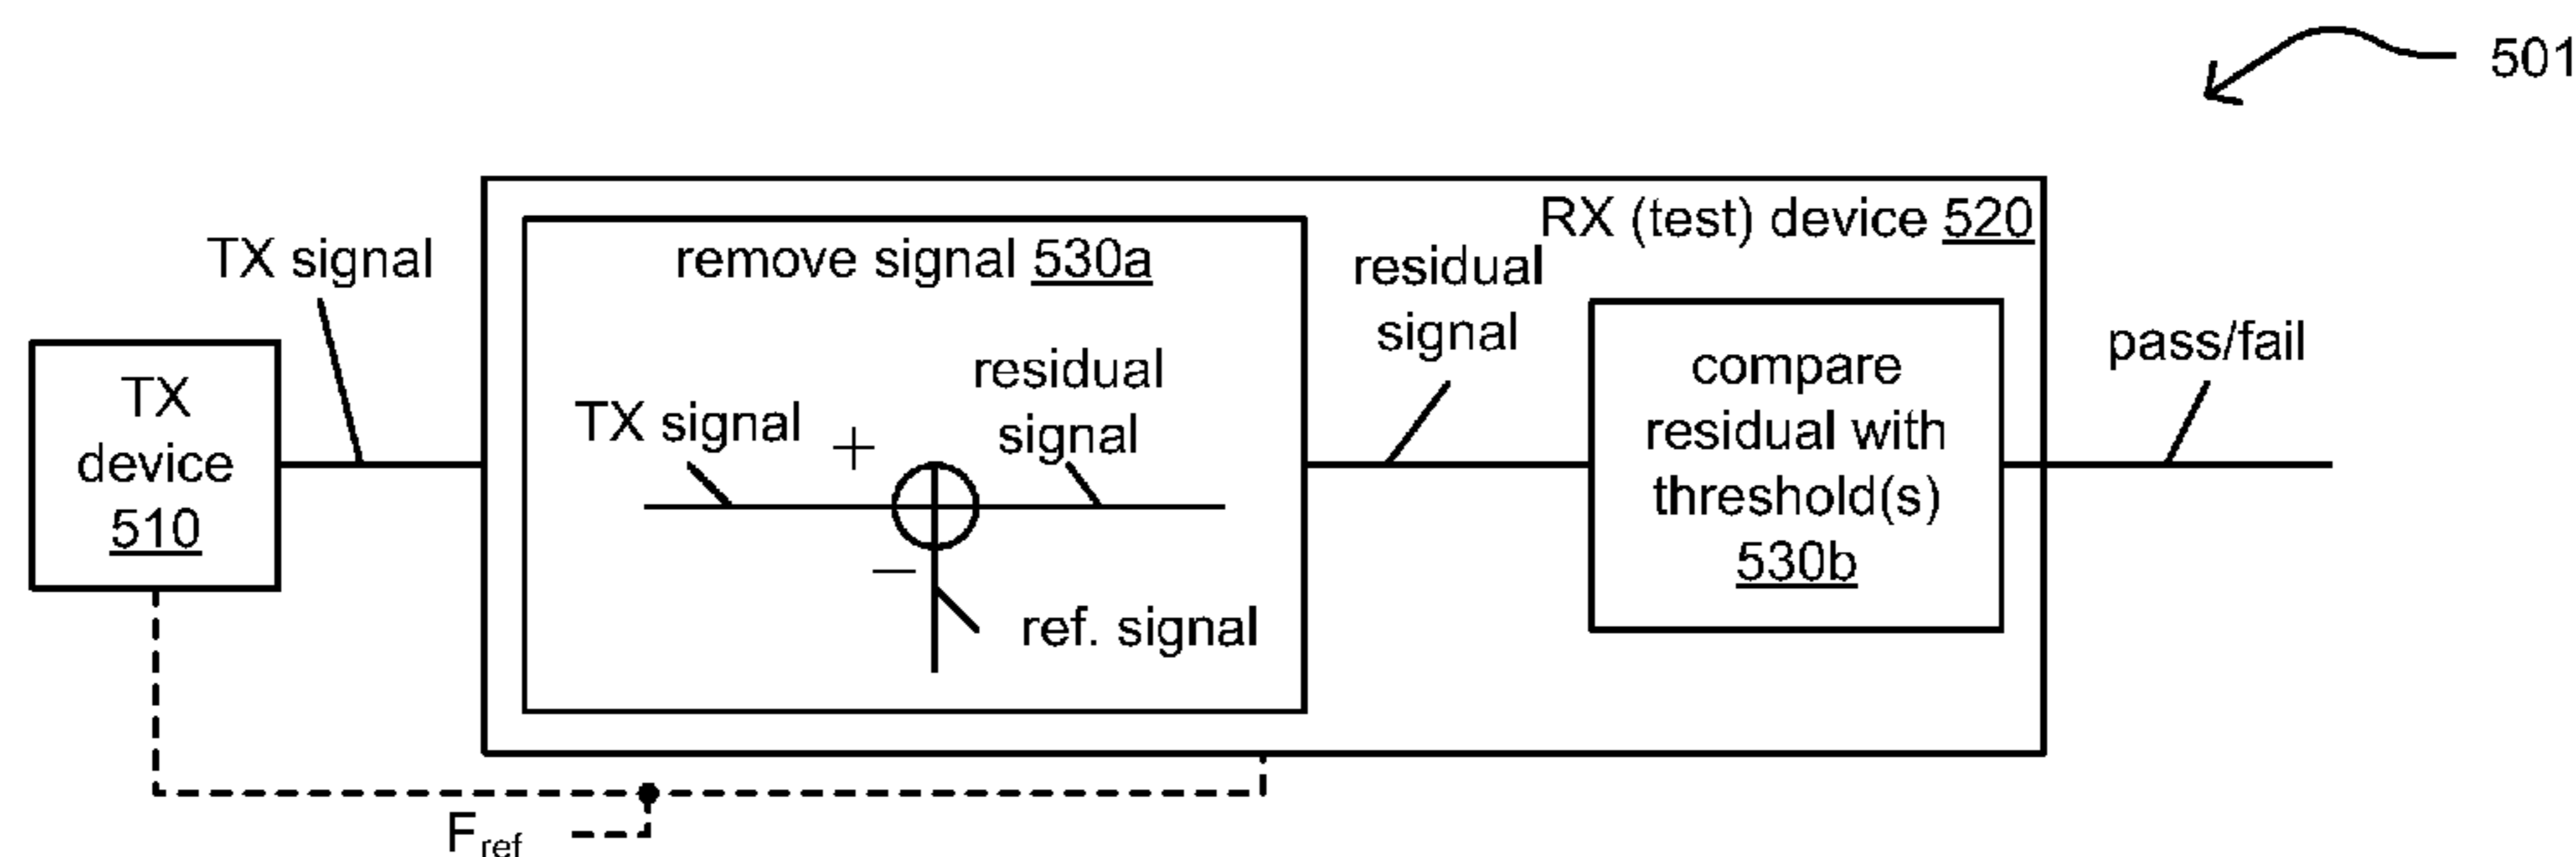 501
RX (test) device 520
TX signal
remove signal 530a
residual
signal
TX
device
510
TX signal
+
residual
signal
−
ref. signal
compare
residual with
threshold(s)
530b
pass/fail
Fref